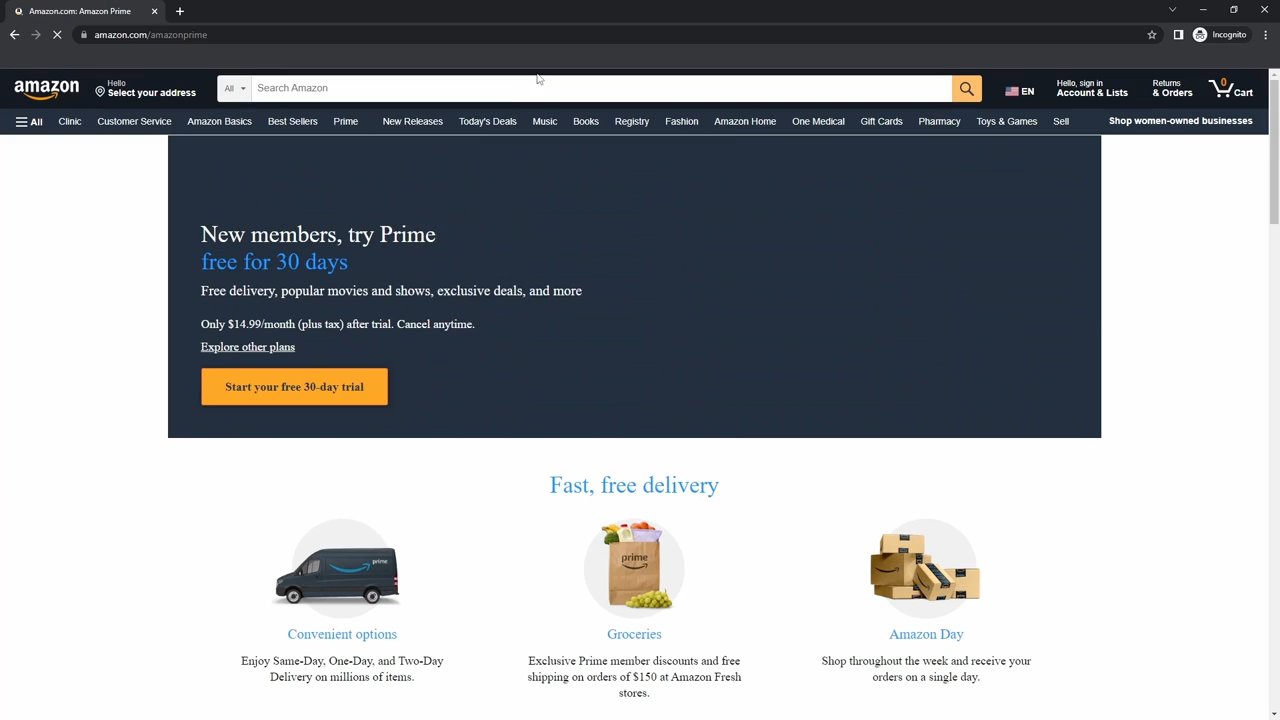 Amazon.com: Amazon Prime
amazon.com/amazonprime
Incognito
amazon
Hello
Select your address
All
Search Amazon
EN
Hello, sign in
Account & Lists
Returns
& Orders
0
Cart
All
Clinic
Customer Service
Amazon Basics
Best Sellers
Prime
New Releases
Today's Deals
Music
Books
Registry
Fashion
Amazon Home
One Medical
Gift Cards
Pharmacy
Toys & Games
Sell
Shop women-owned businesses
New members, try Prime
free for 30 days
Free delivery, popular movies and shows, exclusive deals, and more
Only $14.99/month (plus tax) after trial. Cancel anytime.
Explore other plans
Start your free 30-day trial
Fast, free delivery
prime
prime
Convenient options
Groceries
Amazon Day
Enjoy Same-Day, One-Day, and Two-Day
Delivery on millions of items.
Exclusive Prime member discounts and free
shipping on orders of $150 at Amazon Fresh
stores.
Shop throughout the week and receive your
orders on a single day.